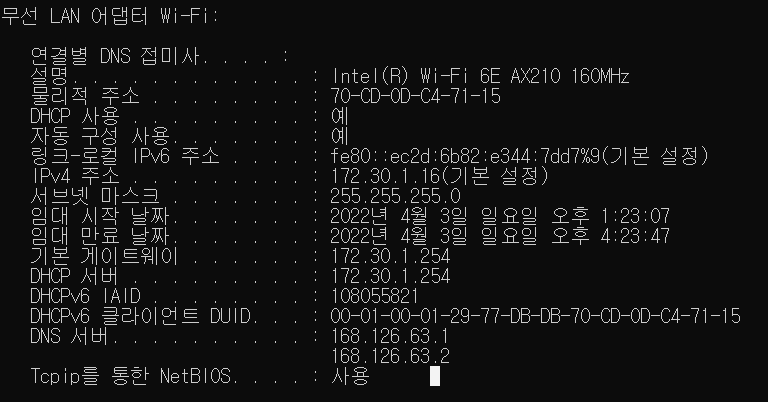 무선 LAN 어댑터 Wi-Fi:
연결별 DNS 접미사. . . . :
설명. . . . . . . . . . . . : Intel(R) Wi-Fi 6E AX210 160MHz
물리적 주소 . . . . . . . . : 70-CD-0D-C4-71-15
DHCP 사용 . . . . . . . . . : 예
자동 구성 사용. . . . . . . : 예
링크-로컬 IPv6 주소 . . . . : fe80::ec2d:6b82:e344:7dd7%9(기본 설정)
IPv4 주소 . . . . . . . . . : 172.30.1.16(기본 설정)
서브넷 마스크 . . . . . . . : 255.255.255.0
임대 시작 날짜. . . . . . . : 2022년 4월 3일 일요일 오후 1:23:07
임대 만료 날짜. . . . . . . : 2022년 4월 3일 일요일 오후 4:23:47
기본 게이트웨이 . . . . . . : 172.30.1.254
DHCP 서버 . . . . . . . . . : 172.30.1.254
DHCPv6 IAID . . . . . . . . : 108055821
DHCPv6 클라이언트 DUID. . . : 00-01-00-01-29-77-DB-DB-70-CD-0D-C4-71-15
DNS 서버. . . . . . . . . . : 168.126.63.1
168.126.63.2
Tcpip를 통한 NetBIOS. . . . : 사용